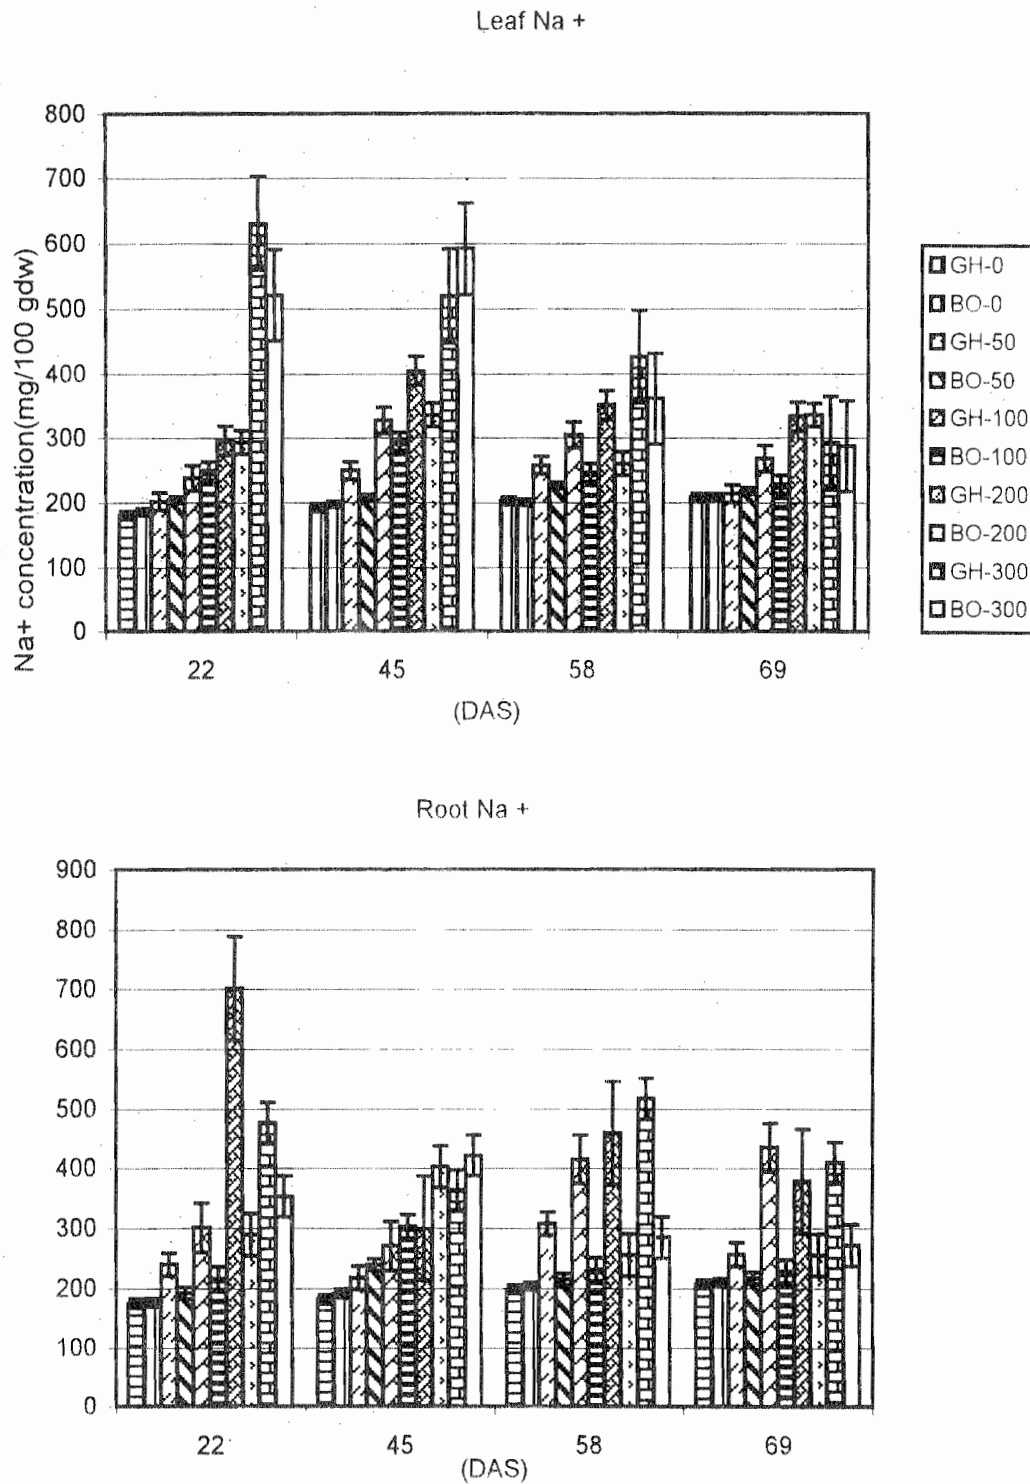 Leaf Na +
800
700
600
500
400
300
200
100
0
Na+ concentration(mg/100 gdw)
22 45 58 69
(DAS)
GH-0
BO-0
GH-50
BO-50
GH-100
BO-100
GH-200
BO-200
GH-300
BO-300
Root Na +
900
800
700
600
500
400
300
200
100
0
22 45 58 69
(DAS)